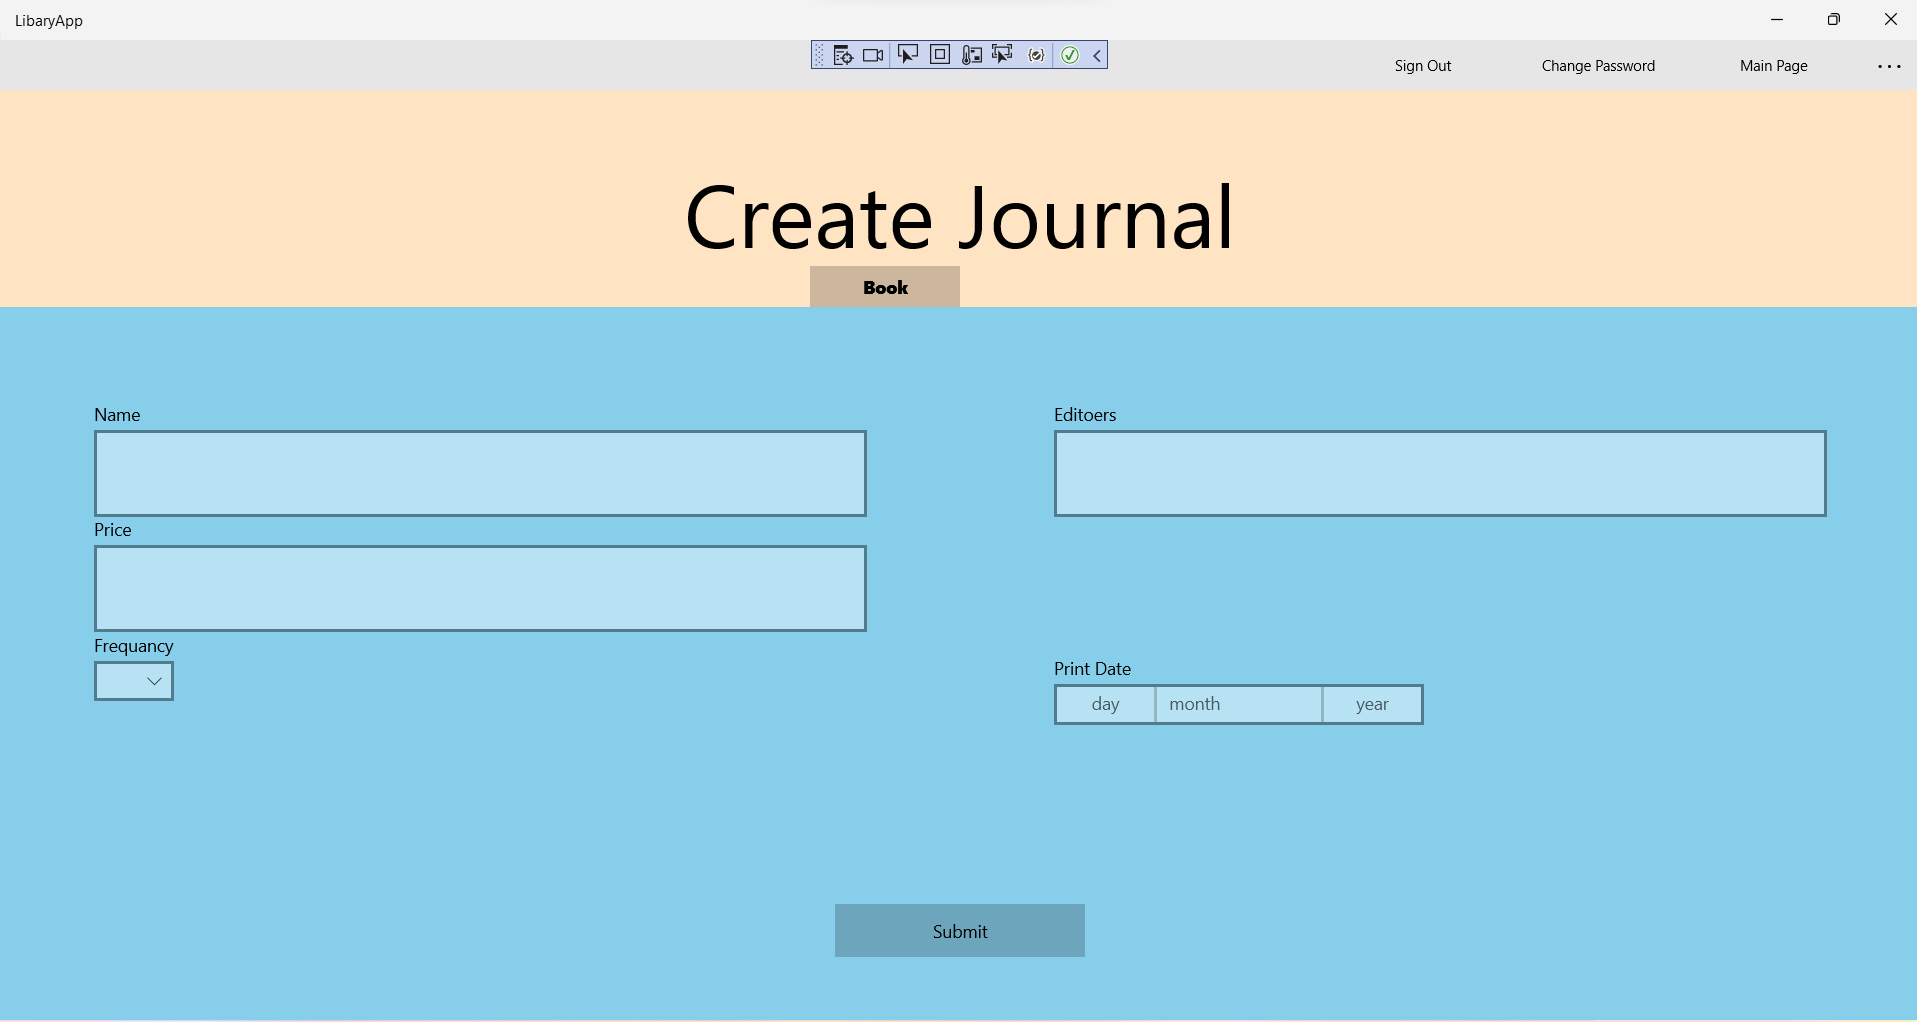 LibaryApp
Sign Out
Change Password
Main Page
Create Journal
Book
Name
Editoers
Price
Frequancy
Print Date
day
month
year
Submit